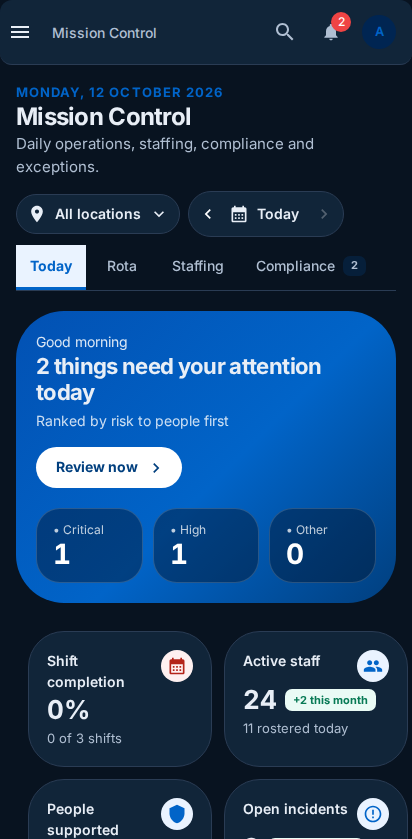 Mission Control
2
A
MONDAY, 12 OCTOBER 2026
Mission Control
Daily operations, staffing, compliance and
exceptions.
All locations
Today
Today
Rota
Staffing
Compliance
2
Good morning
2 things need your attention
today
Ranked by risk to people first
Review now
• Critical
1
• High
1
• Other
0
Shift
completion
0%
0 of 3 shifts
Active staff
24
+2 this month
11 rostered today
People
supported
Open incidents